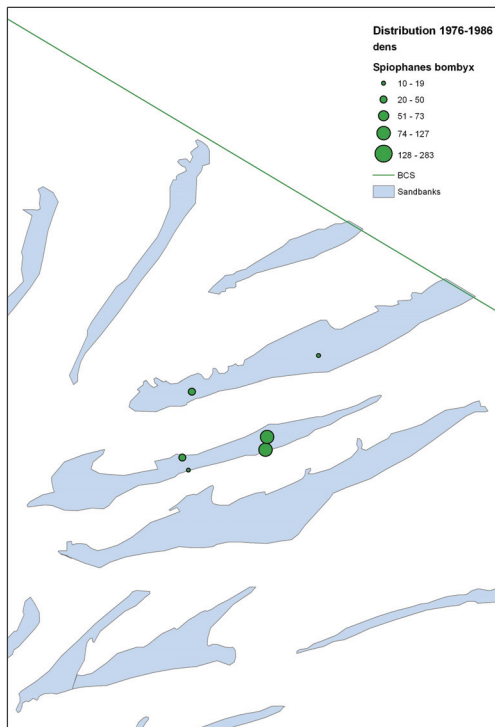 Distribution 1976-1986
dens
Spiophanes bombyx
10 - 19
20 - 50
51 - 73
74 - 127
128 - 283
BCS
Sandbanks